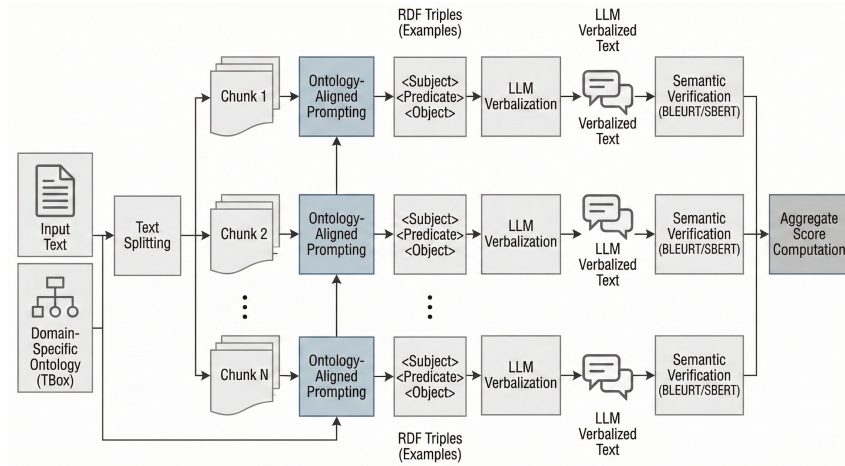 RDF Triples
(Examples)
LLM
Verbalized
Text
Chunk 1
Ontology-
Aligned
Prompting
<Subject>
<Predicate>
<Object>
LLM
Verbalization
Verbalized
Text
Semantic
Verification
(BLEURT/SBERT)
Input
Text
Text
Splitting
Chunk 2
Ontology-
Aligned
Prompting
<Subject>
<Predicate>
<Object>
LLM
Verbalization
LLM
Verbalized
Text
Semantic
Verification
(BLEURT/SBERT)
Aggregate
Score
Computation
Domain-
Specific
Ontology
(TBox)
Chunk N
Ontology-
Aligned
Prompting
<Subject>
<Predicate>
<Object>
LLM
Verbalization
LLM
Verbalized
Text
Semantic
Verification
(BLEURT/SBERT)
RDF Triples
(Examples)